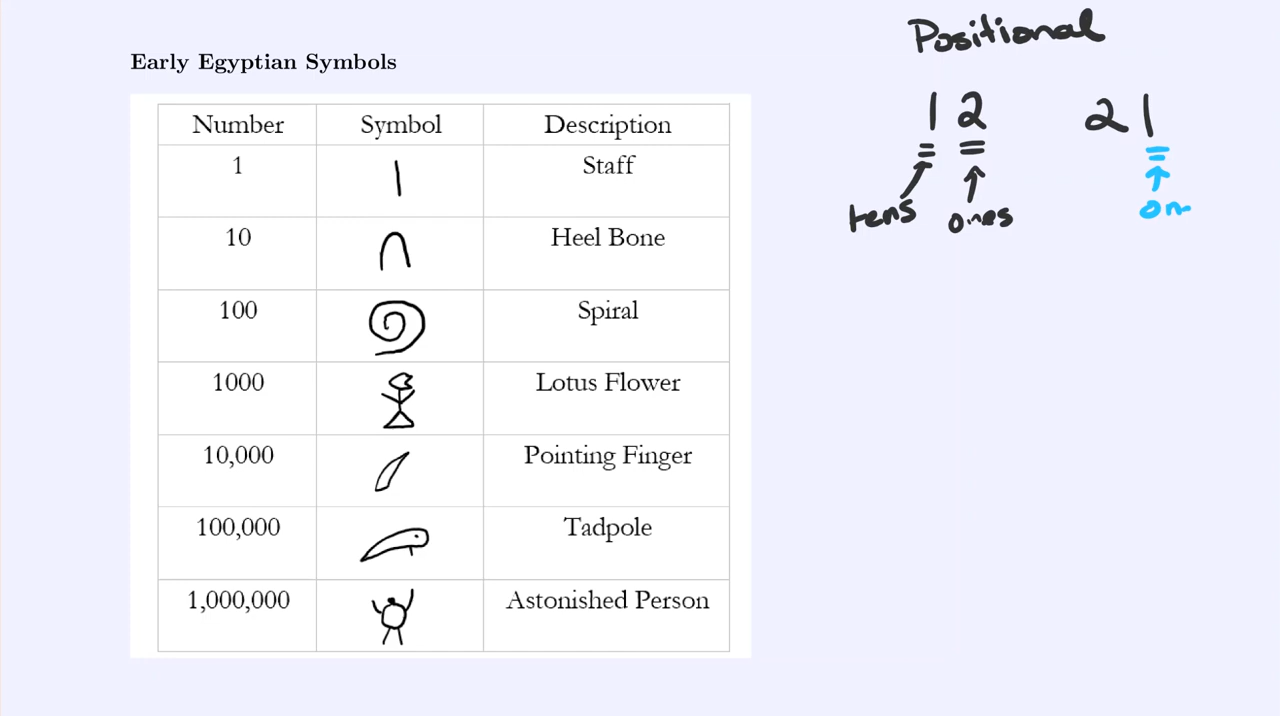 Early Egyptian Symbols
Number Symbol Description
1 Staff
10 Heel Bone
100 Spiral
1000 Lotus Flower
10,000 Pointing Finger
100,000 Tadpole
1,000,000 Astonished Person
Positional
12 21
tens ones on